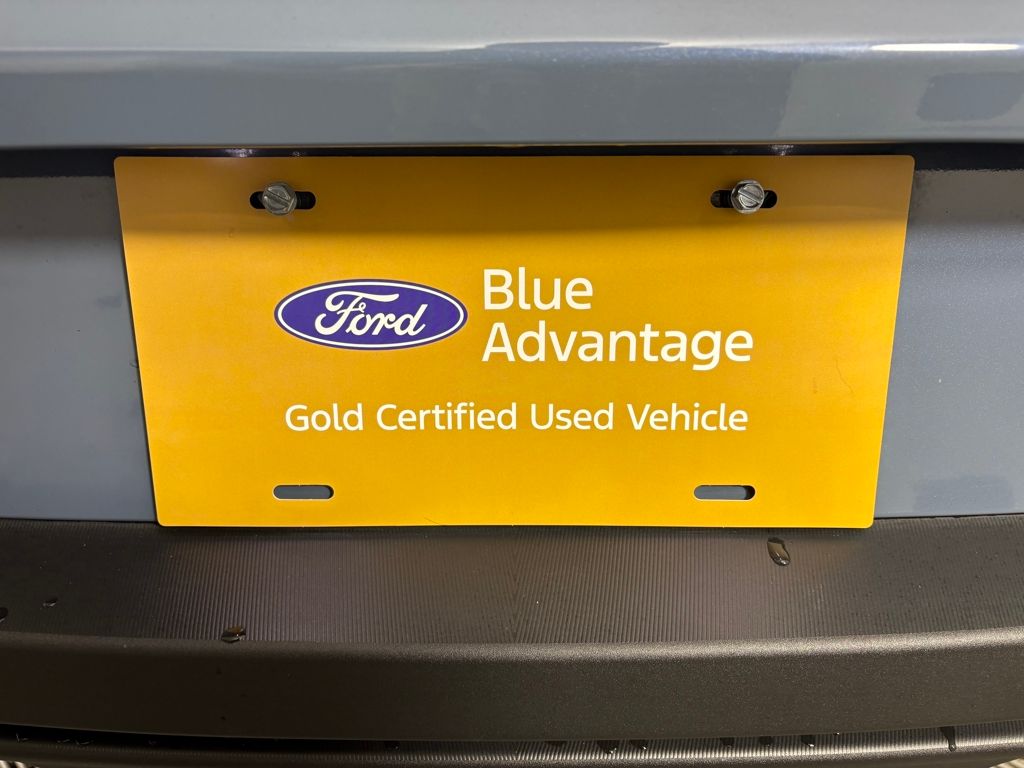 Ford
Blue
Advantage
Gold Certified Used Vehicle